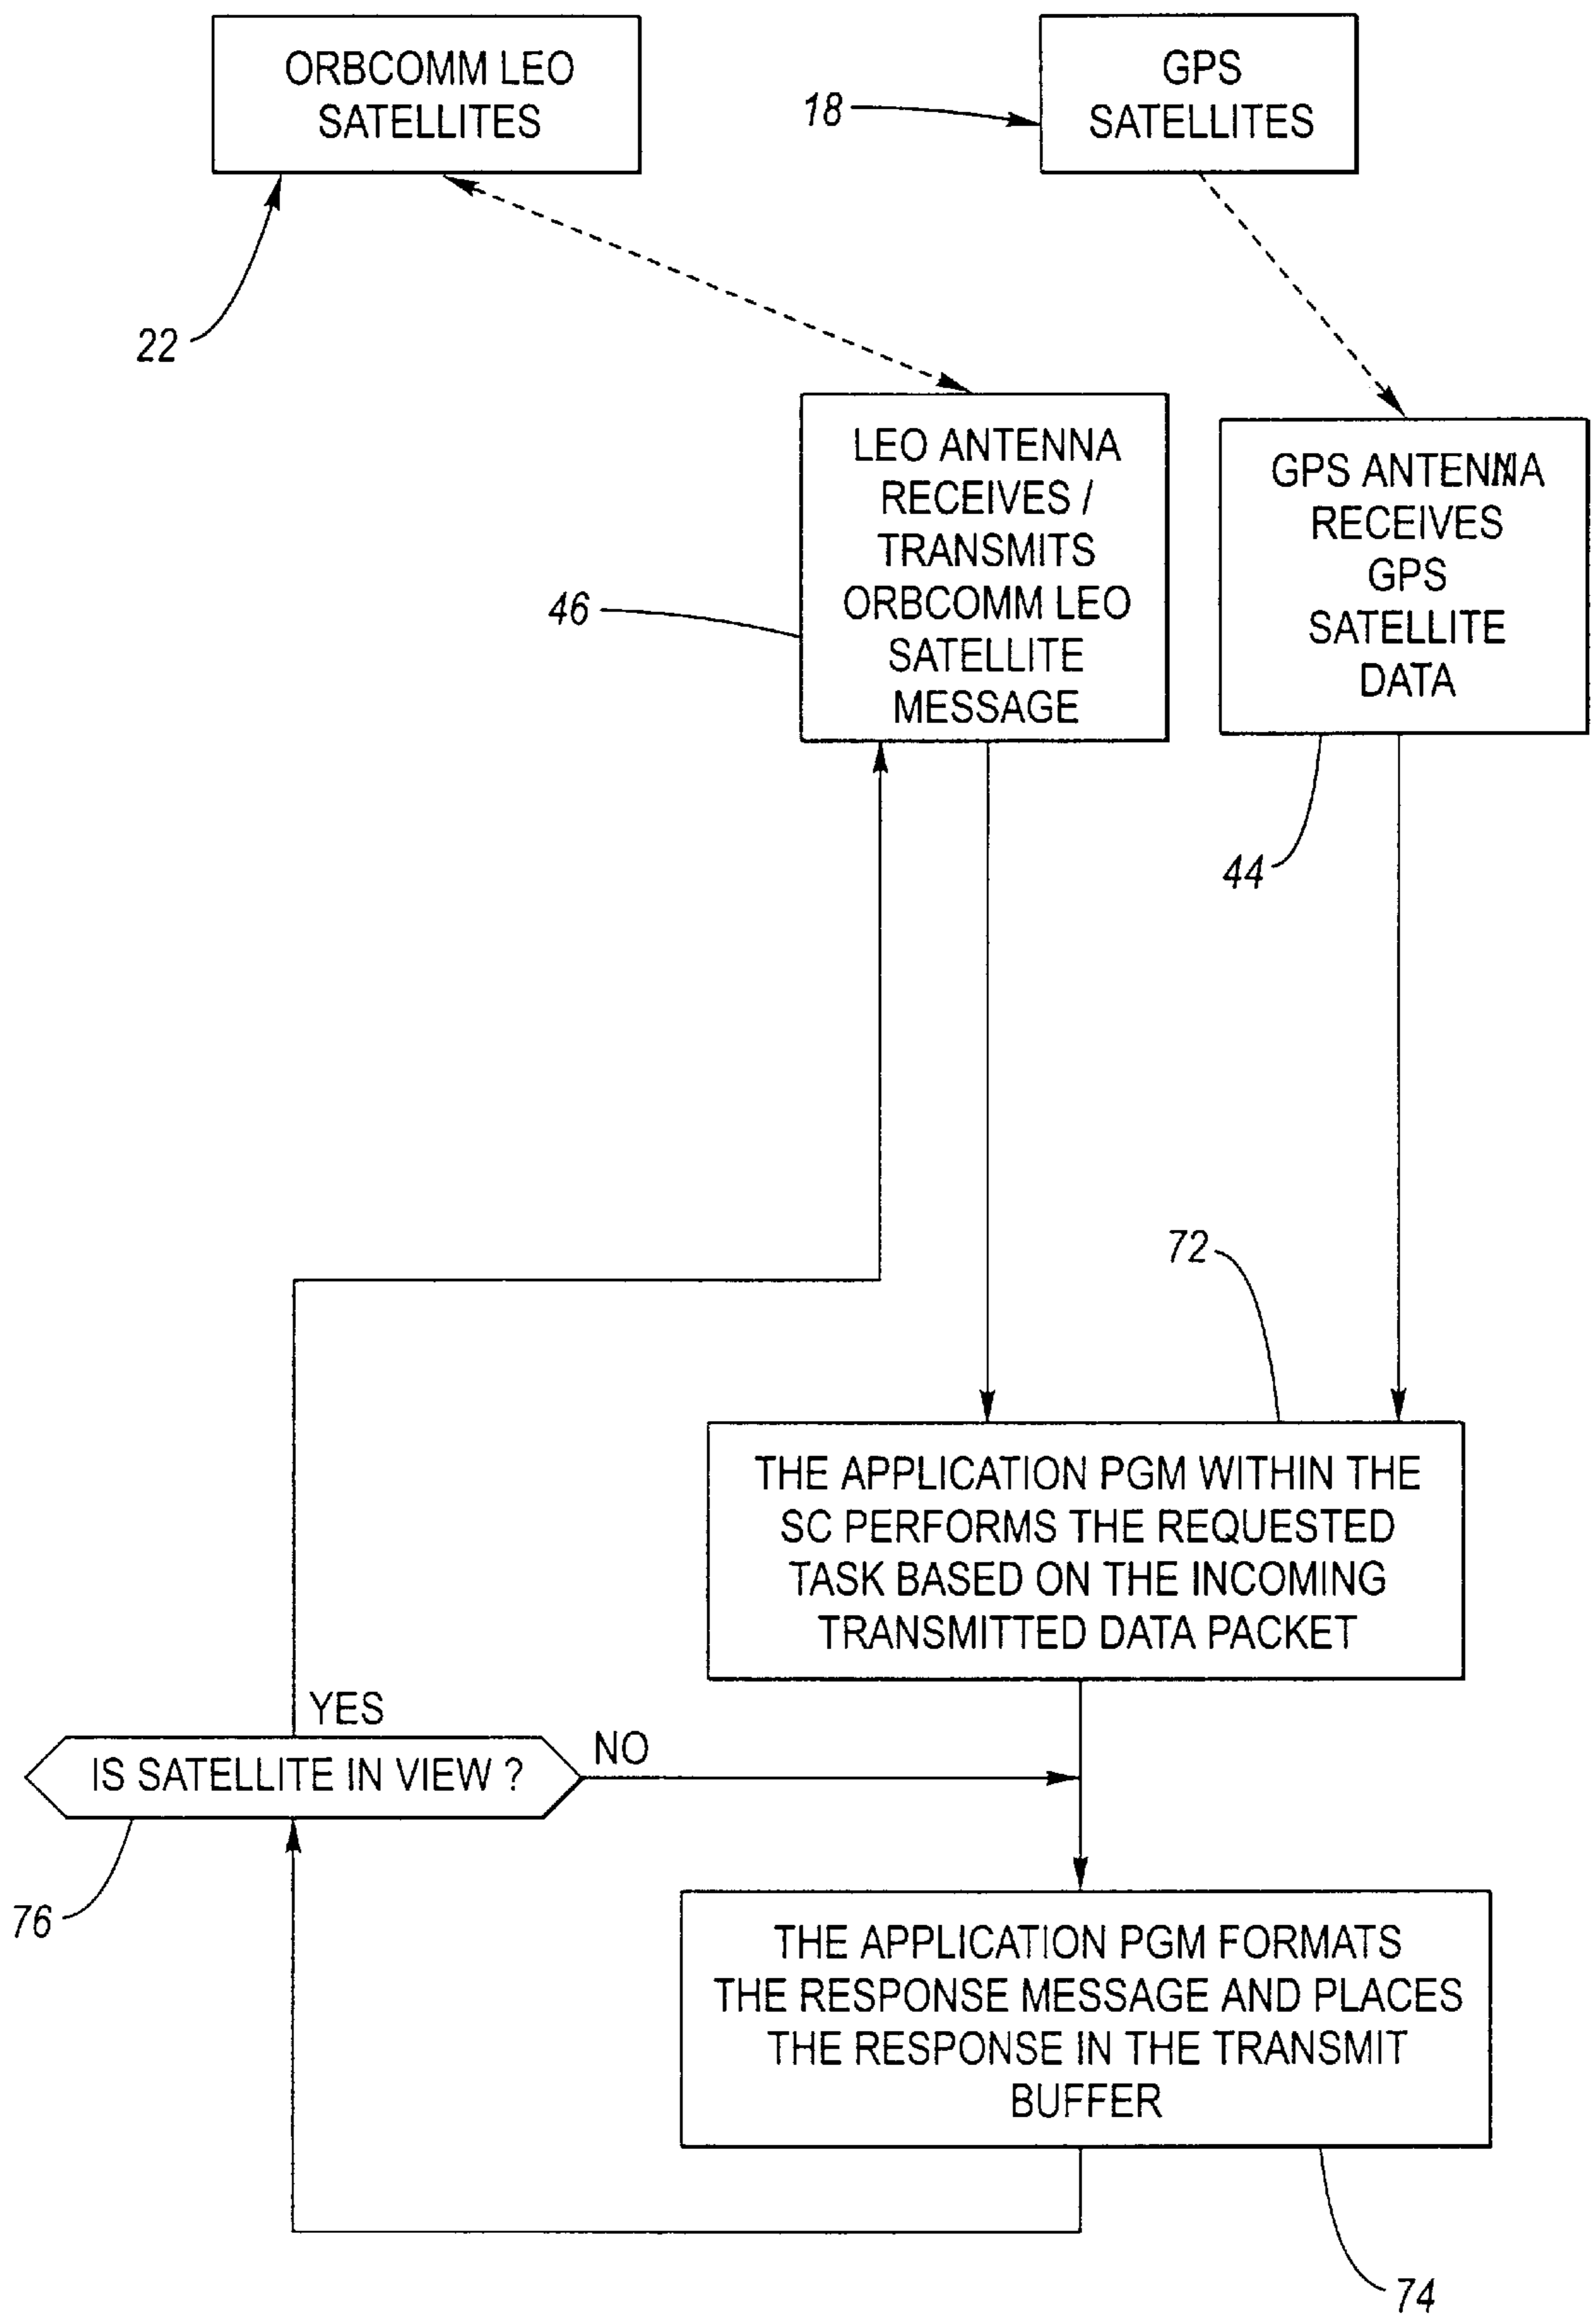 ORBCOMM LEO
SATELLITES
GPS
SATELLITES
18
22
LEO ANTENNA
RECEIVES /
TRANSMITS
ORBCOMM LEO
SATELLITE
MESSAGE
GPS ANTENNA
RECEIVES
GPS
SATELLITE
DATA
46
44
72
THE APPLICATION PGM WITHIN THE
SC PERFORMS THE REQUESTED
TASK BASED ON THE INCOMING
TRANSMITTED DATA PACKET
YES
NO
IS SATELLITE IN VIEW ?
76
THE APPLICATION PGM FORMATS
THE RESPONSE MESSAGE AND PLACES
THE RESPONSE IN THE TRANSMIT
BUFFER
74